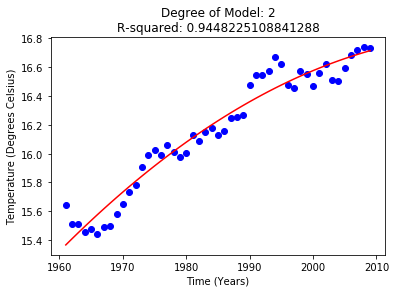 Degree of Model: 2
R-squared: 0.9448225108841288
Temperature (Degrees Celsius)
16.8
16.6
16.4
16.2
16.0
15.8
15.6
15.4
1960 1970 1980 1990 2000 2010
Time (Years)